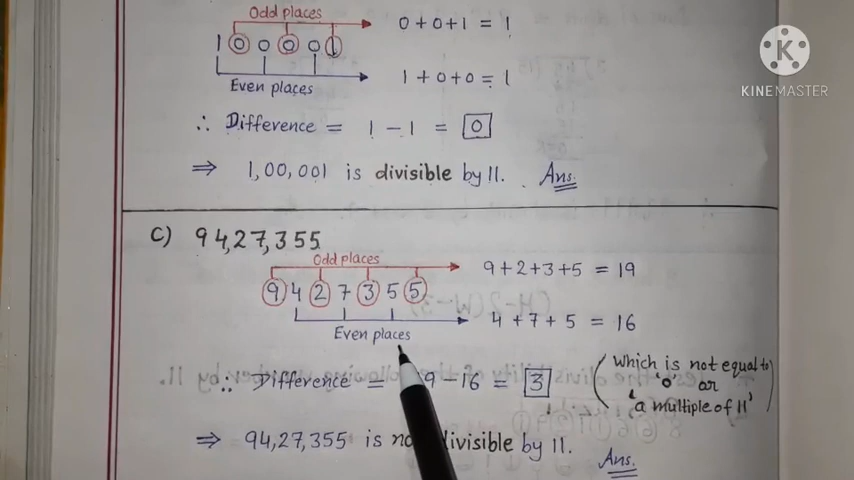 Odd places
1 0 0 0 0 1
0 + 0 + 1 = 1
Even places
1 + 0 + 0 = 1
∴ Difference = 1 - 1 = 0
⇒ 1,00,001 is divisible by 11. Ans.
K
KINEMASTER
C) 94,27,355
Odd places
9 4 2 7 3 5 5
9 + 2 + 3 + 5 = 19
Even places
4 + 7 + 5 = 16
∴ Difference = 9 - 16 = 3
(which is not equal to
'0' or
'a multiple of 11')
⇒ 94,27,355 is divisible by 11.
Ans.